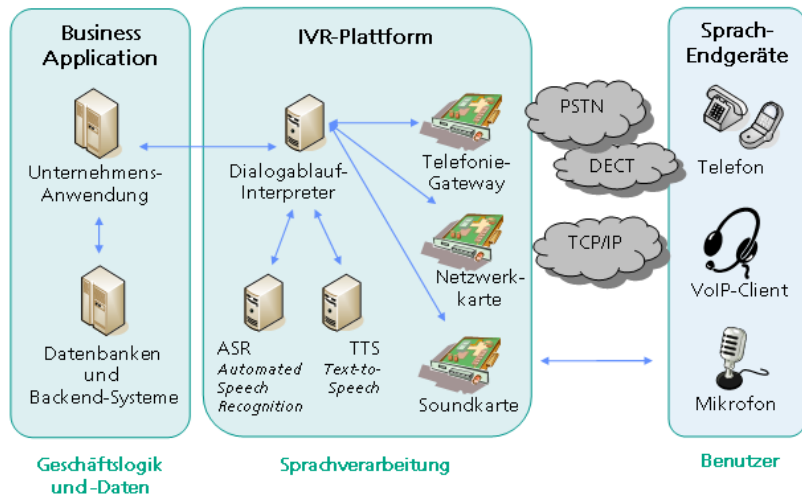 Business
Application
Unternehmens-
Anwendung
Datenbanken
und
Backend-Systeme
Geschäftslogik
und -Daten
IVR-Plattform
Dialogablauf-
Interpreter
ASR
Automated
Speech
Recognition
TTS
Text-to-
Speech
Telefonie-
Gateway
Netzwerk-
karte
Soundkarte
Sprachverarbeitung
PSTN
DECT
TCP/IP
Sprach-
Endgeräte
Telefon
VoIP-Client
Mikrofon
Benutzer